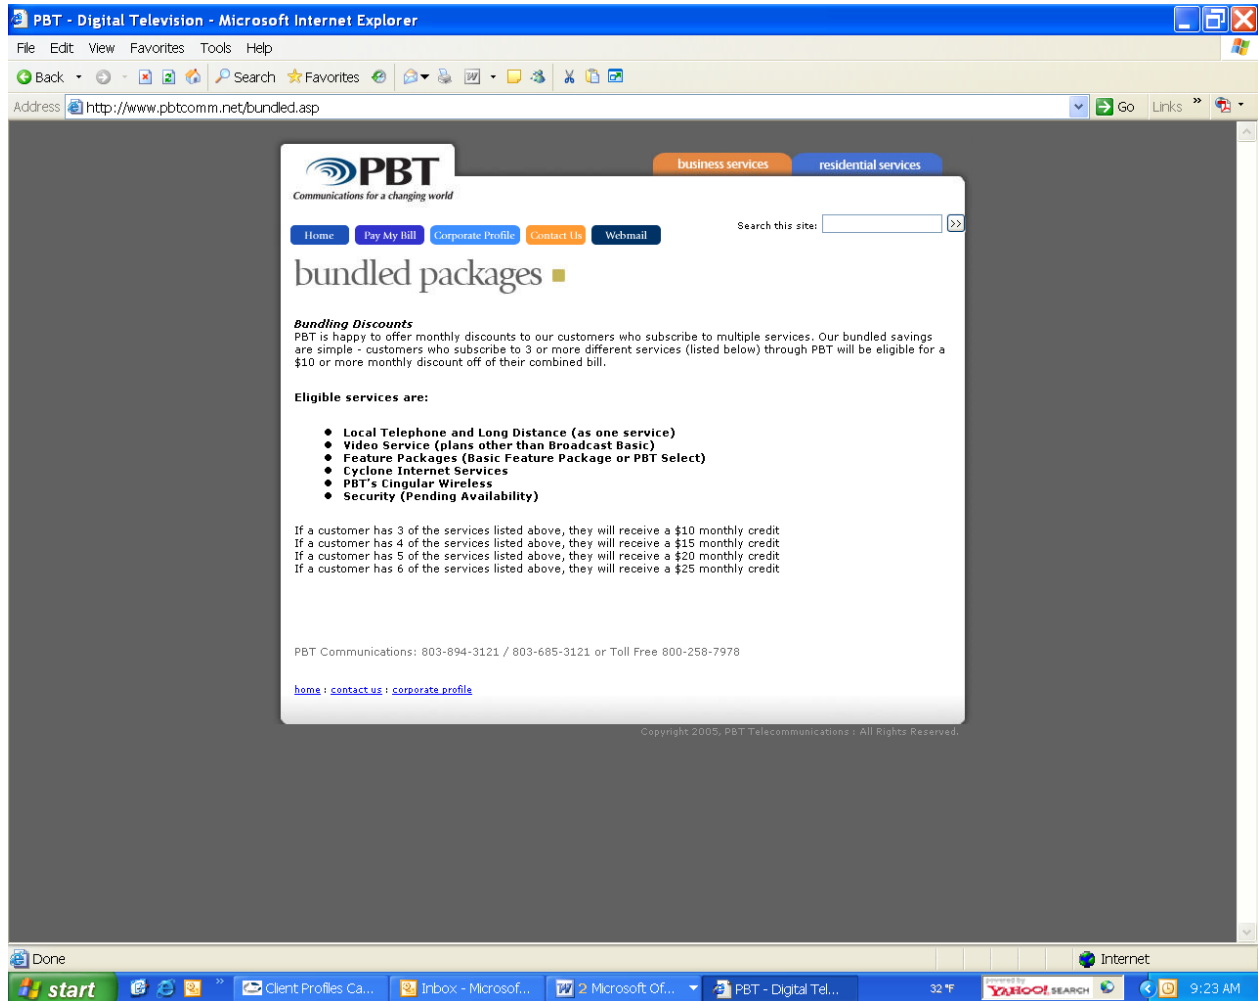 PBT - Digital Television - Microsoft Internet Explorer
File Edit View Favorites Tools Help
Back Search Favorites
Address http://www.pbtcomm.net/bundled.asp Go Links »
PBT
Communications for a changing world
business services residential services
Search this site: >>
Home Pay My Bill Corporate Profile Contact Us Webmail
bundled packages
Bundling Discounts
PBT is happy to offer monthly discounts to our customers who subscribe to multiple services. Our bundled savings
are simple - customers who subscribe to 3 or more different services (listed below) through PBT will be eligible for a
$10 or more monthly discount off of their combined bill.
Eligible services are:
● Local Telephone and Long Distance (as one service)
● Video Service (plans other than Broadcast Basic)
● Feature Packages (Basic Feature Package or PBT Select)
● Cyclone Internet Services
● PBT's Cingular Wireless
● Security (Pending Availability)
If a customer has 3 of the services listed above, they will receive a $10 monthly credit
If a customer has 4 of the services listed above, they will receive a $15 monthly credit
If a customer has 5 of the services listed above, they will receive a $20 monthly credit
If a customer has 6 of the services listed above, they will receive a $25 monthly credit
PBT Communications: 803-894-3121 / 803-685-3121 or Toll Free 800-258-7978
home : contact us : corporate profile
Copyright 2005, PBT Telecommunications : All Rights Reserved.
Done Internet
start » Client Profiles Ca... Inbox - Microsof... 2 Microsoft Of... PBT - Digital Tel... 32°F powered by YAHOO! SEARCH 9:23 AM